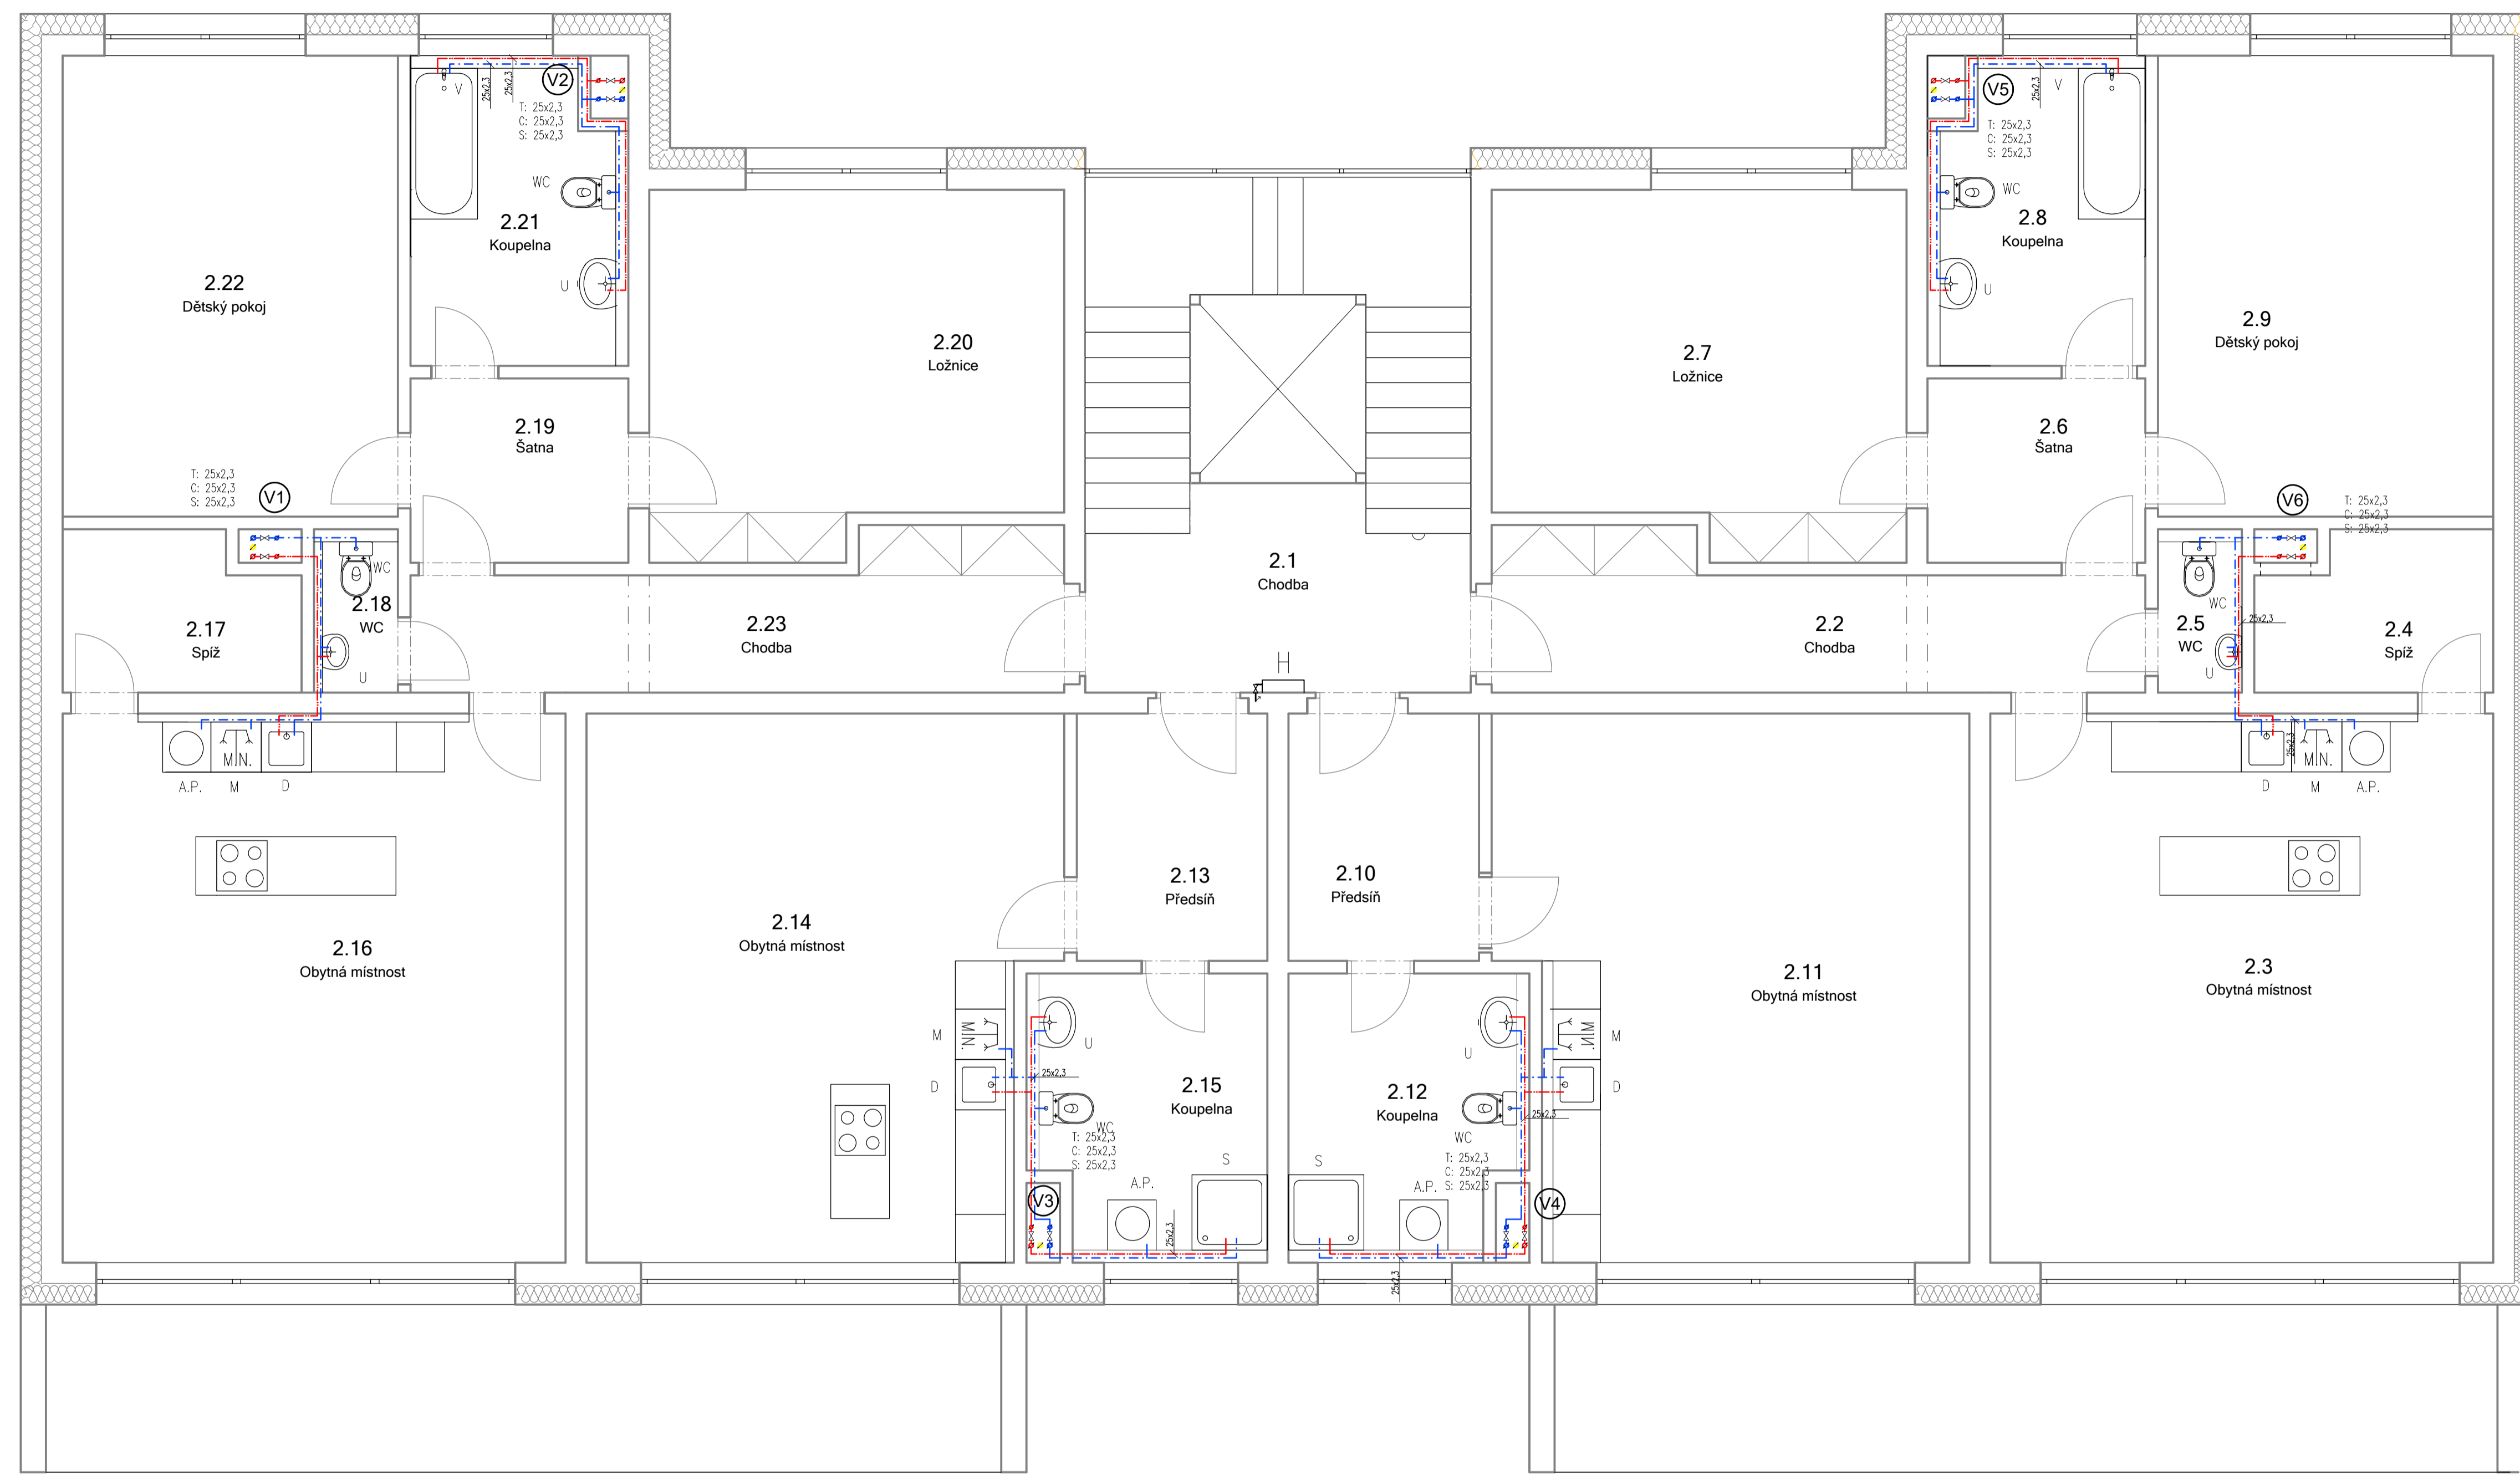 V2
V
25x2,3
25x2,3
T: 25x2,3
C: 25x2,3
S: 25x2,3
WC
2.21
Koupelna
U
V5
V
25x2,3
T: 25x2,3
C: 25x2,3
S: 25x2,3
WC
2.8
Koupelna
U
2.22
Dětský pokoj
2.20
Ložnice
2.7
Ložnice
2.9
Dětský pokoj
2.19
Šatna
2.6
Šatna
T: 25x2,3
C: 25x2,3
S: 25x2,3
V1
V6
T: 25x2,3
C: 25x2,3
S: 25x2,3
2.1
Chodba
WC
2.18
WC
U
2.17
Spíž
2.23
Chodba
2.2
Chodba
WC
2.5
WC
U
25x2,3
2.4
Spíž
H
MIN.
A.P.
M
D
25x2,3
MIN.
D
M
A.P.
2.13
Předsíň
2.10
Předsíň
2.14
Obytná místnost
2.16
Obytná místnost
2.11
Obytná místnost
2.3
Obytná místnost
M
MIN.
U
U
MIN.
M
D
25x2,3
2.15
Koupelna
2.12
Koupelna
D
25x2,3
WC
T: 25x2,3
C: 25x2,3
S: 25x2,3
WC
T: 25x2,3
C: 25x2,3
S: 25x2,3
S
S
A.P.
A.P.
V3
V4
25x2,3
25x2,3